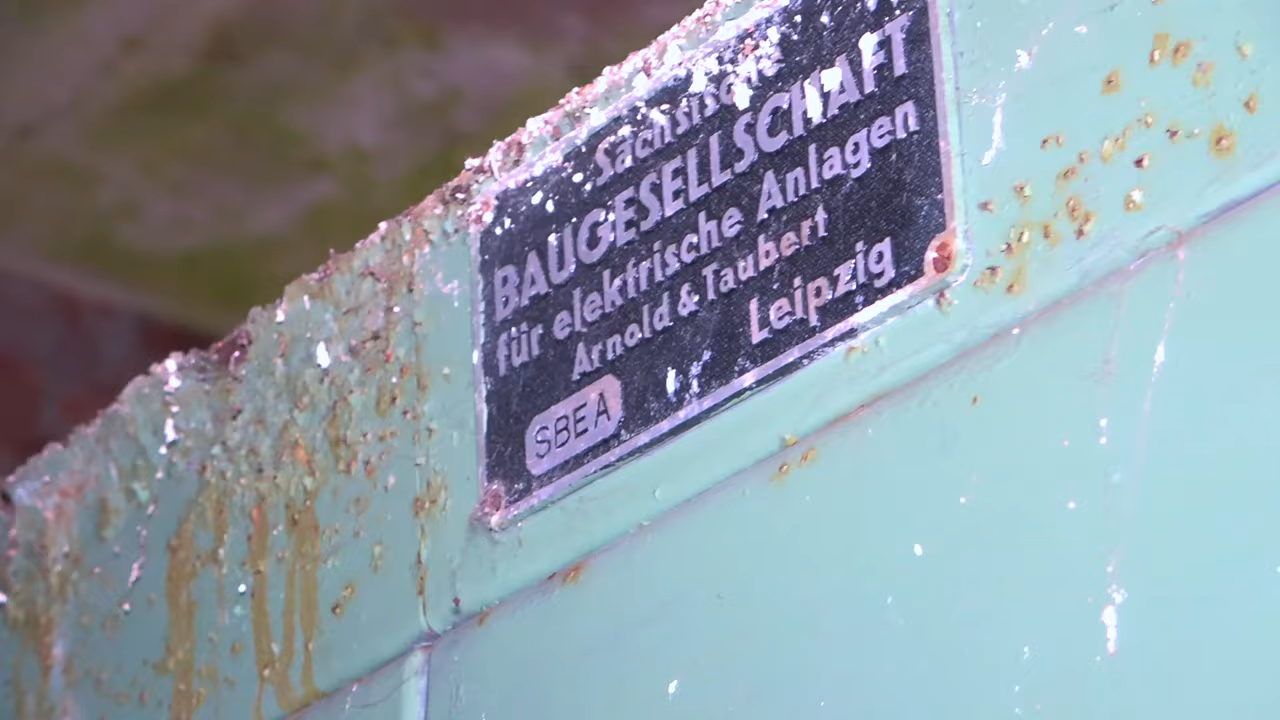 Sächsische
BAUGESELLSCHAFT
für elektrische Anlagen
Arnold & Taubert
Leipzig
SBEA